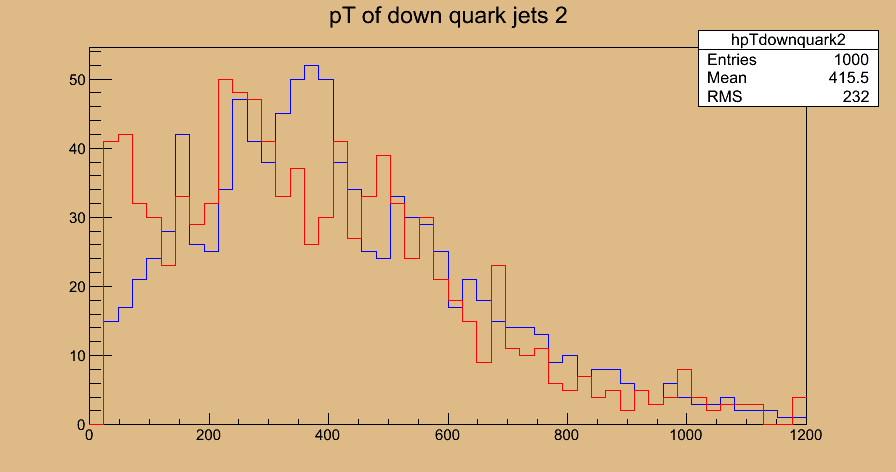 pT of down quark jets 2
hpTdownquark2
Entries 1000
Mean 415.5
RMS 232
50
40
30
20
10
0
0 200 400 600 800 1000 1200